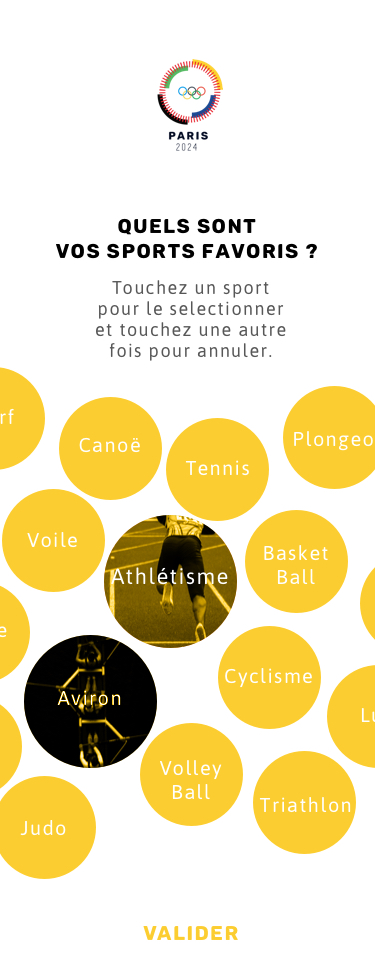 PARIS
2024
QUELS SONT
VOS SPORTS FAVORIS ?
Touchez un sport
pour le selectionner
et touchez une autre
fois pour annuler.
rf
Canoë
Plongeo
Tennis
Voile
Basket
Ball
Athlétisme
e
Cyclisme
Aviron
Lu
Volley
Ball
Triathlon
Judo
VALIDER